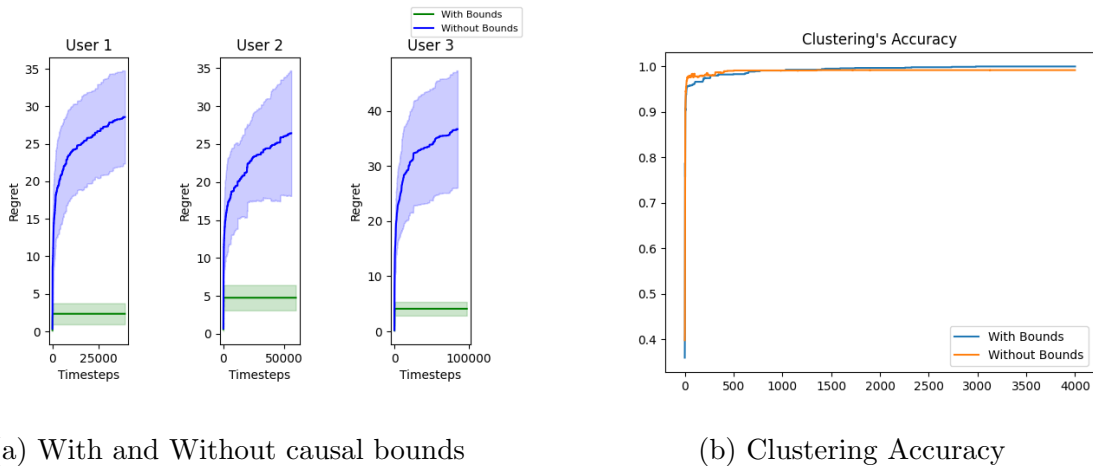 With Bounds
Without Bounds
User 1
User 2
User 3
Regret
35
30
25
20
15
10
5
0
0
25000
Timesteps
Regret
35
30
25
20
15
10
5
0
0
50000
Timesteps
Regret
40
30
20
10
0
0
100000
Timesteps
Clustering's Accuracy
1.0
0.9
0.8
0.7
0.6
0.5
0.4
0
500
1000
1500
2000
2500
3000
3500
4000
With Bounds
Without Bounds
a) With and Without causal bounds
(b) Clustering Accuracy